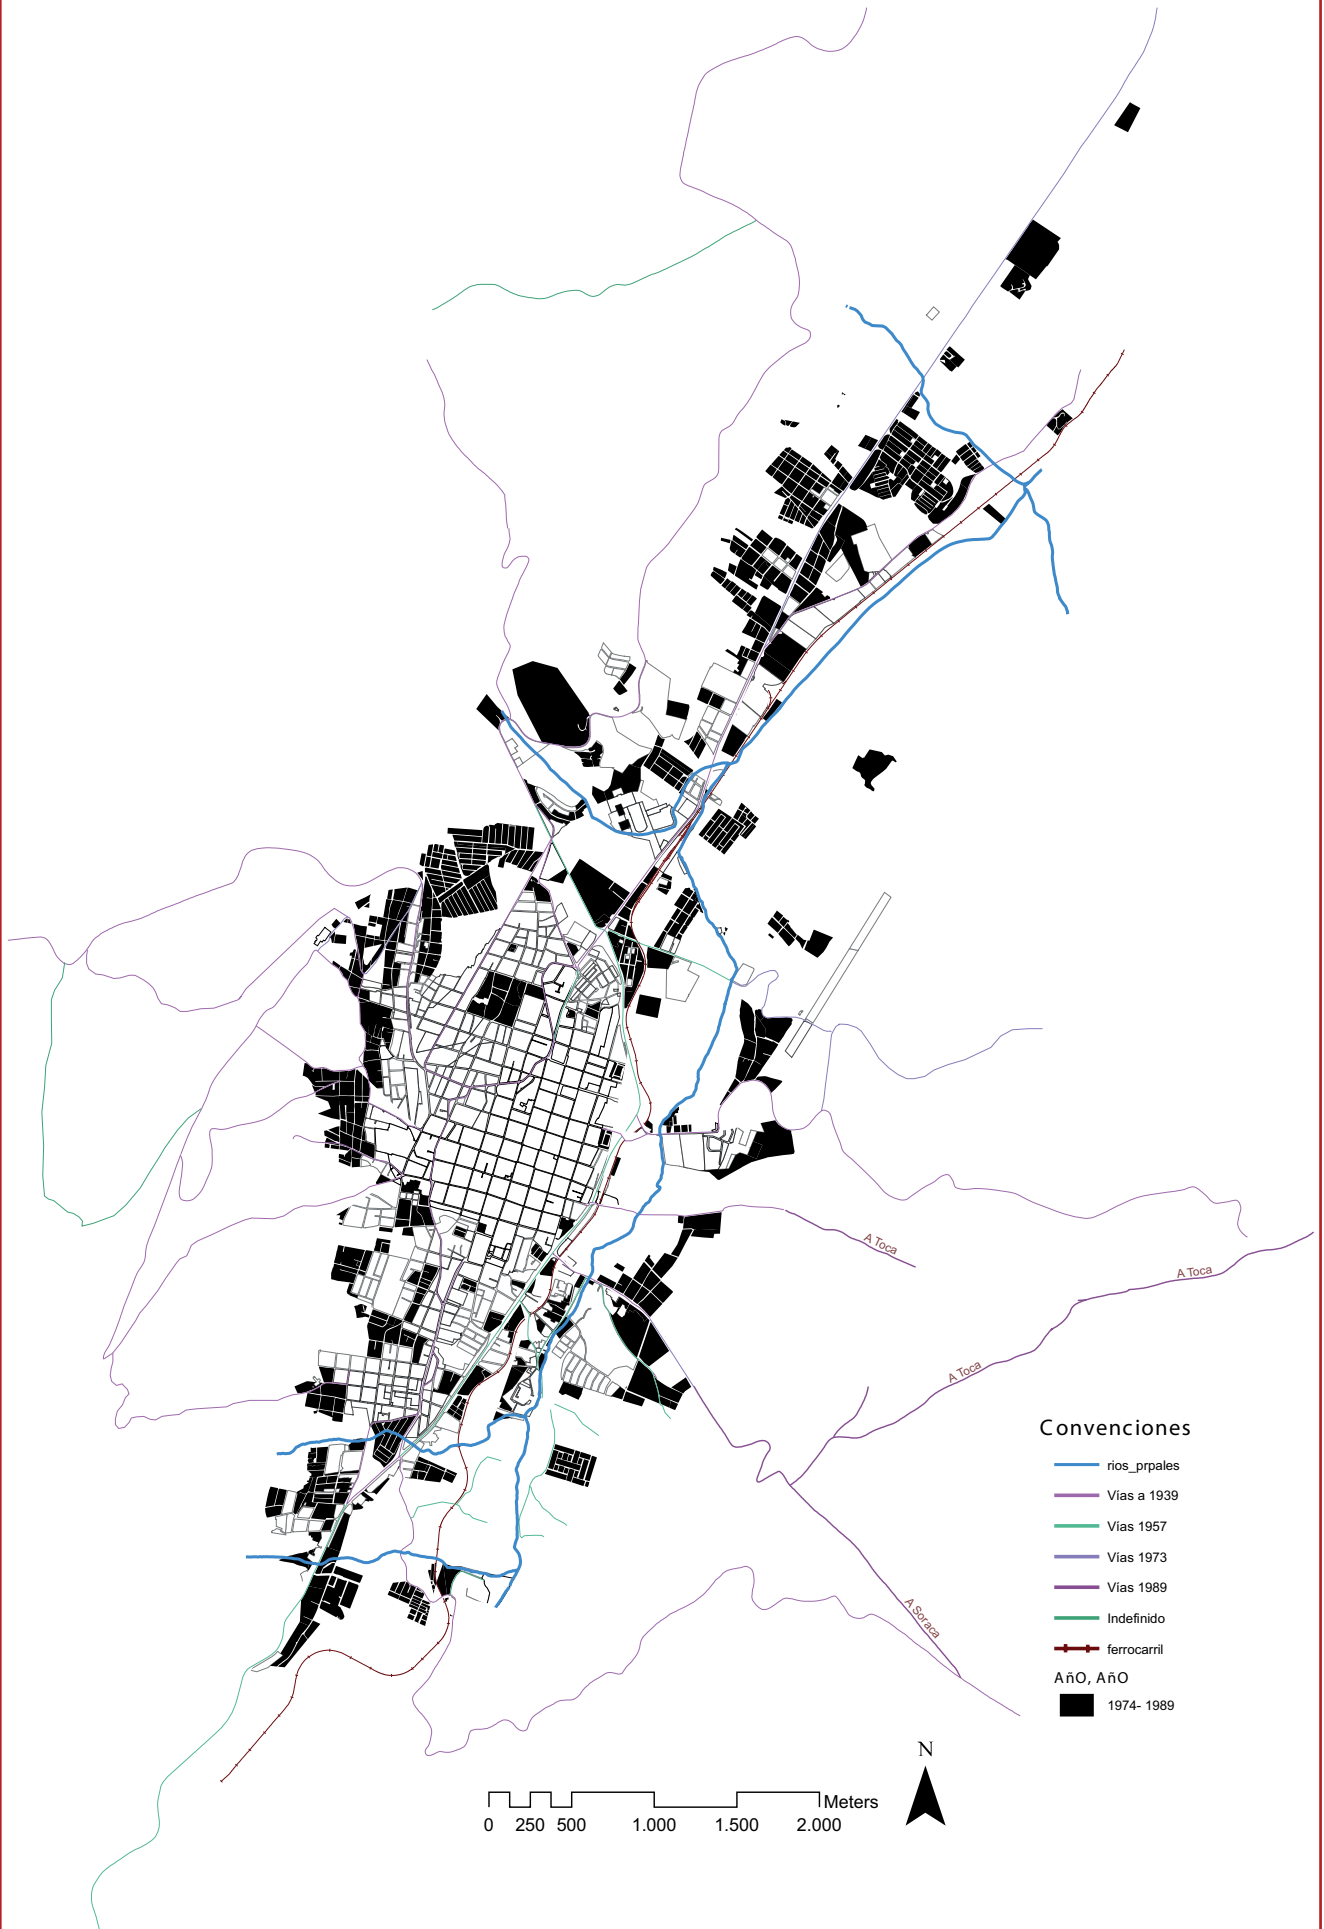 A Toca
A Toca
A Toca
A Soraca
Convenciones
rios_prpales
Vías a 1939
Vías 1957
Vías 1973
Vías 1989
Indefinido
ferrocarril
AñO, AñO
1974- 1989
N
Meters
0 250 500 1.000 1.500 2.000